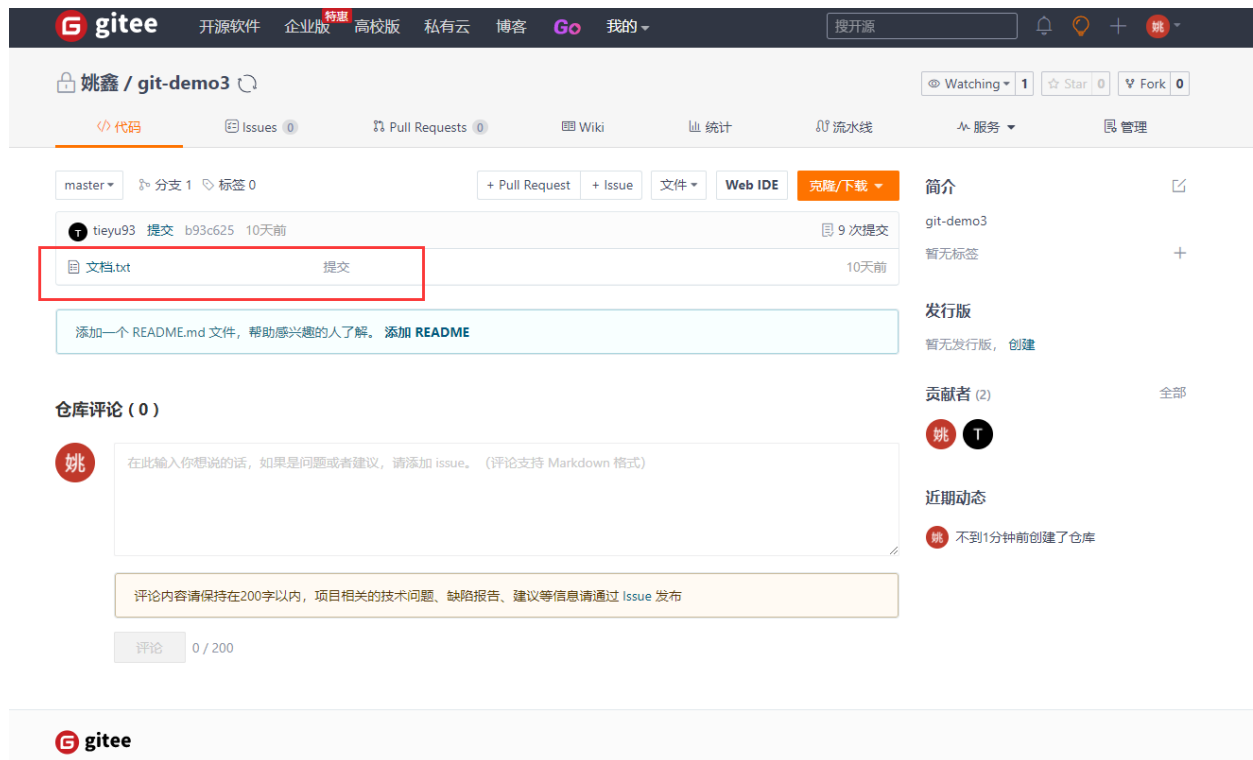 gitee 开源软件 企业版 特惠 高校版 私有云 博客 Go 我的 搜开源 姚
姚鑫 / git-demo3 Watching 1 Star 0 Fork 0
代码 Issues 0 Pull Requests 0 Wiki 统计 流水线 服务 管理
master 分支 1 标签 0 + Pull Request + Issue 文件 Web IDE 克隆/下载
T tieyu93 提交 b93c625 10天前 9 次提交
文档.txt 提交 10天前
添加一个 README.md 文件，帮助感兴趣的人了解。 添加 README
仓库评论 ( 0 )
姚 在此输入你想说的话，如果是问题或者建议，请添加 issue。（评论支持 Markdown 格式）
评论内容请保持在200字以内，项目相关的技术问题、缺陷报告、建议等信息请通过 Issue 发布
评论 0 / 200
简介
git-demo3
暂无标签
发行版
暂无发行版， 创建
贡献者 (2) 全部
姚 T
近期动态
姚 不到1分钟前创建了仓库
gitee